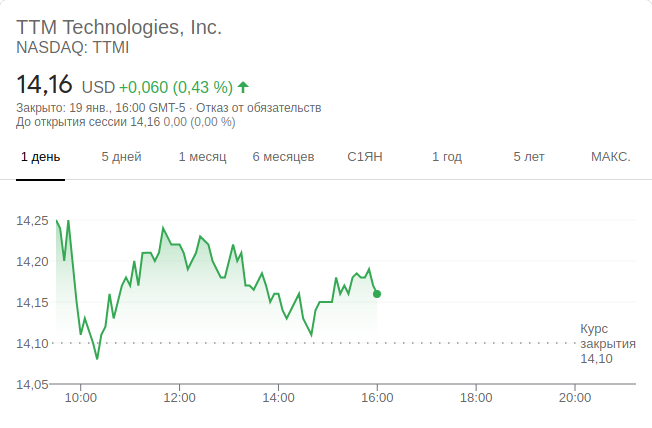 TTM Technologies, Inc.
NASDAQ: TTMI
14,16 USD +0,060 (0,43 %)
Закрыто: 19 янв., 16:00 GMT-5 · Отказ от обязательств
До открытия сессии 14,16 0,00 (0,00 %)
1 день 5 дней 1 месяц 6 месяцев С1ЯН 1 год 5 лет МАКС.
14,25
14,20
14,15
14,10
14,05
Курс
закрытия
14,10
10:00 12:00 14:00 16:00 18:00 20:00